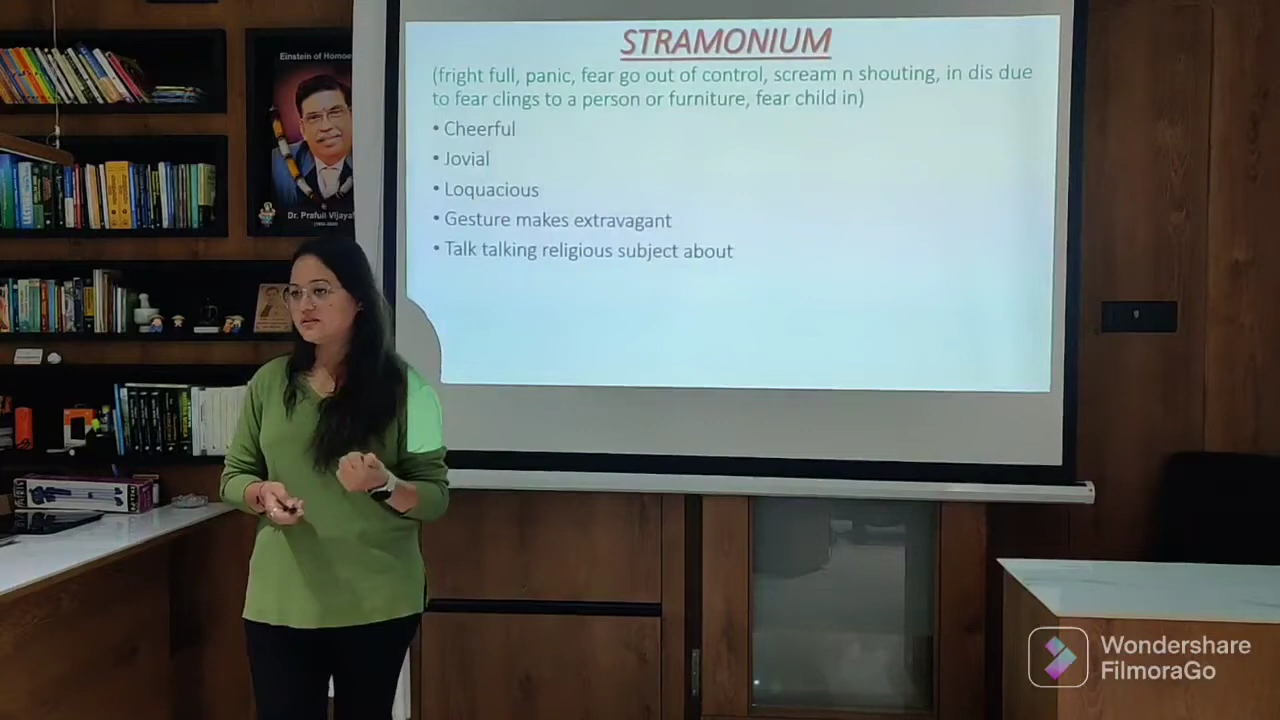 STRAMONIUM
(fright full, panic, fear go out of control, scream n shouting, in dis due
to fear clings to a person or furniture, fear child in)
• Cheerful
• Jovial
• Loquacious
• Gesture makes extravagant
• Talk talking religious subject about
Einstein of Homoe
Dr. Prafull Vijaya
Wondershare
FilmoraGo